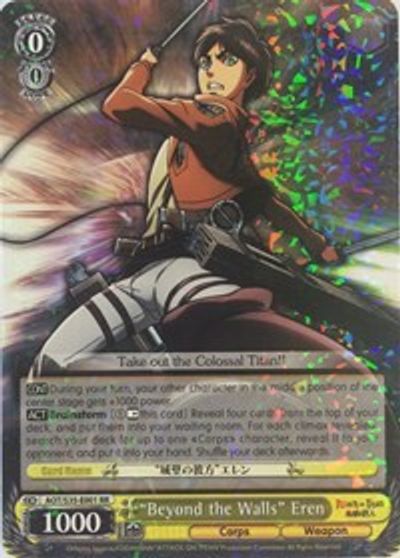 0
0
Take out the Colossal Titan!!
CONT During your turn, your other character in the middle position of the
center stage gets +1000 power.
ACT Brainstorm [① this card] Reveal four cards from the top of your
deck, and put them into your waiting room. For each climax revealed,
search your deck for up to one «Corps» character, reveal it to your
opponent, and put it into your hand. Shuffle your deck afterwards.
Card Name
"城壁の彼方"エレン
AOT/S35-E001 RR
"Beyond the Walls" Eren
1000
Corps
Weapon